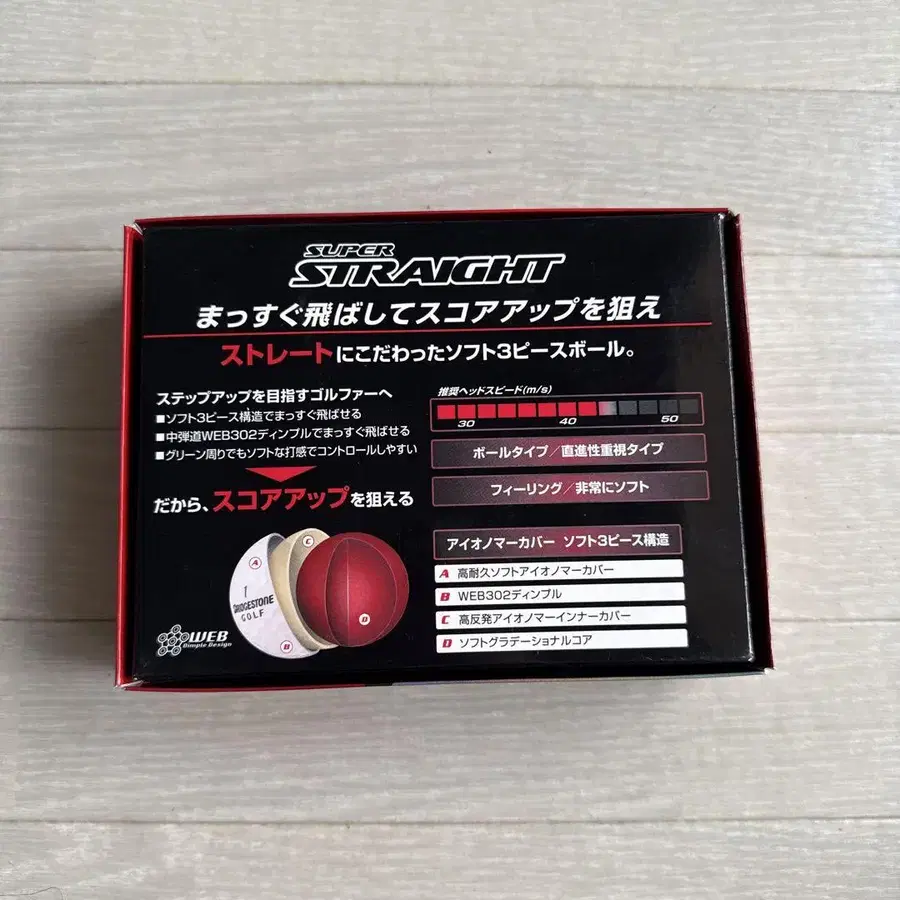 SUPER
STRAIGHT
まっすぐ飛ばしてスコアアップを狙え
ストレートにこだわったソフト3ピースボール。
ステップアップを目指すゴルファーへ
■ソフト3ピース構造でまっすぐ飛ばせる
■中弾道WEB302ディンプルでまっすぐ飛ばせる
■グリーン周りでもソフトな打感でコントロールしやすい
だから、スコアアップを狙える
推奨ヘッドスピード(m/s)
30 40 50
ボールタイプ/直進性重視タイプ
フィーリング/非常にソフト
アイオノマーカバー ソフト3ピース構造
A 高耐久ソフトアイオノマーカバー
B WEB302ディンプル
C 高反発アイオノマーインナーカバー
D ソフトグラデーショナルコア
A
C
1
BRIDGESTONE
GOLF
D
B
WEB
Dimple Design